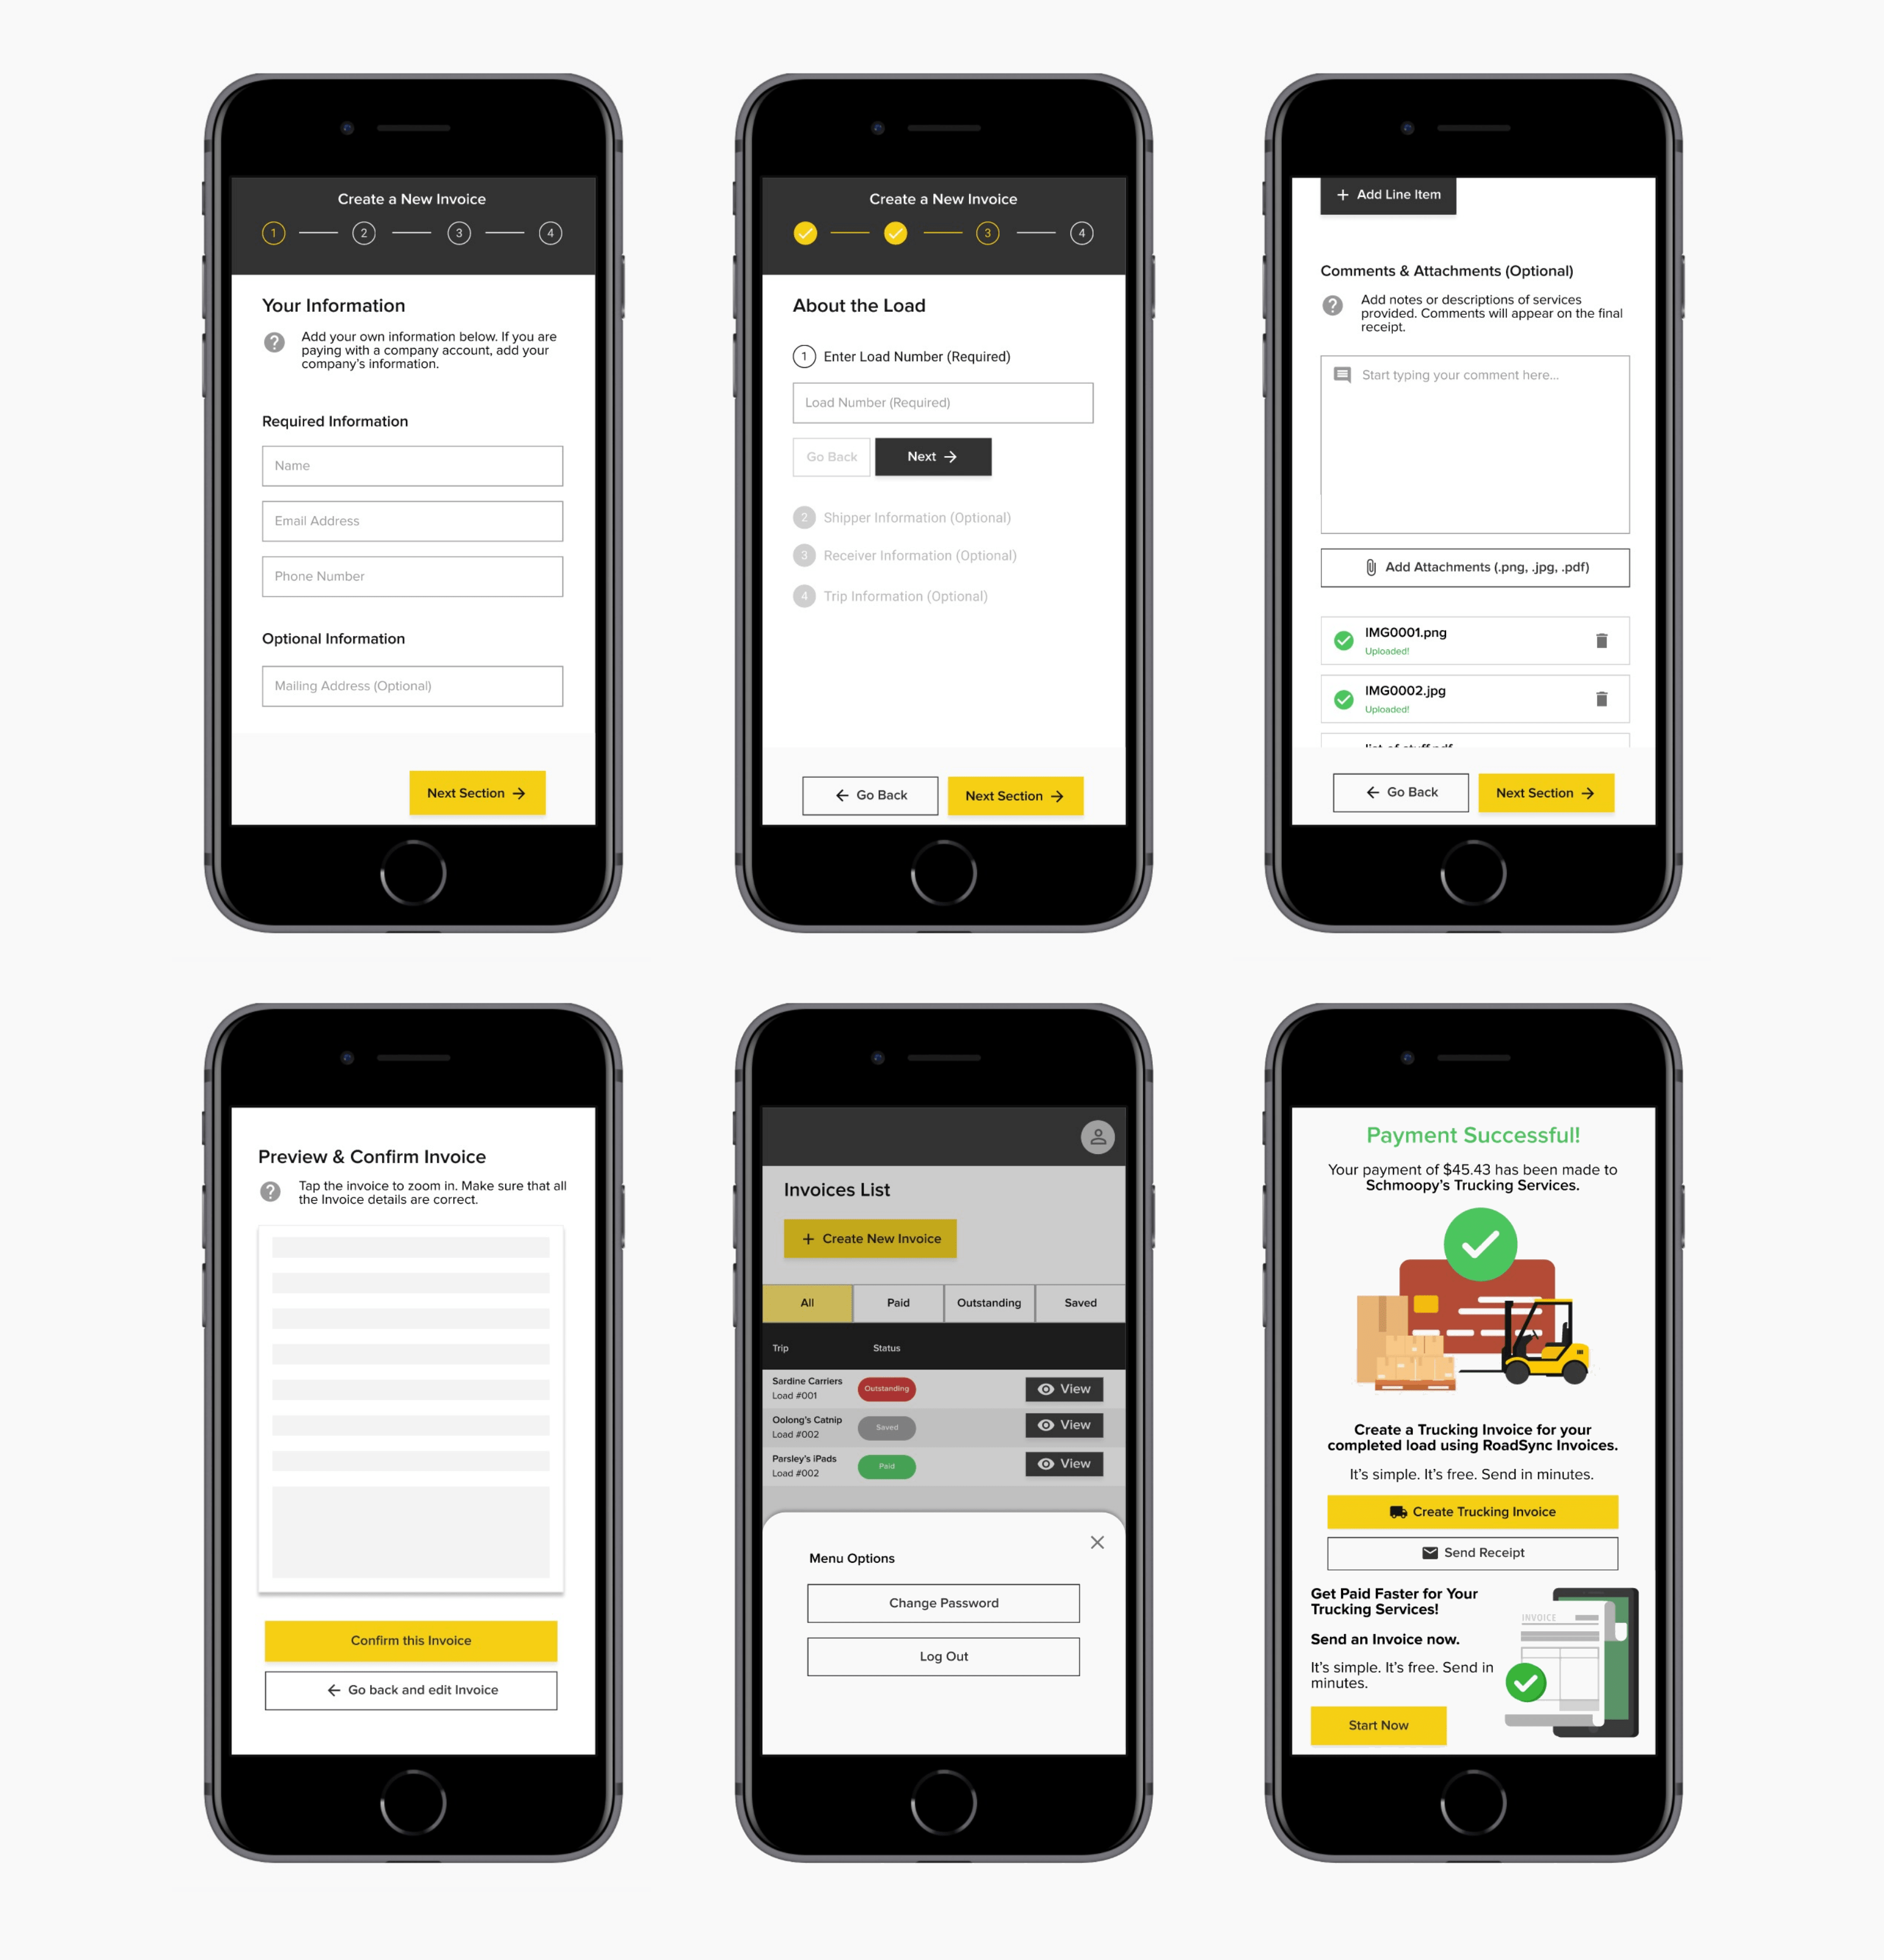 Create a New Invoice
1
2
3
4
Your Information
?
Add your own information below. If you are
paying with a company account, add your
company's information.
Required Information
Name
Email Address
Phone Number
Optional Information
Mailing Address (Optional)
Next Section →
Create a New Invoice
3
4
About the Load
1 Enter Load Number (Required)
Load Number (Required)
Go Back
Next →
2 Shipper Information (Optional)
3 Receiver Information (Optional)
4 Trip Information (Optional)
← Go Back
Next Section →
+ Add Line Item
Comments & Attachments (Optional)
?
Add notes or descriptions of services
provided. Comments will appear on the final
receipt.
Start typing your comment here...
Add Attachments (.png, .jpg, .pdf)
IMG0001.png
Uploaded!
IMG0002.jpg
Uploaded!
list of stuff.pdf
← Go Back
Next Section →
Preview & Confirm Invoice
?
Tap the invoice to zoom in. Make sure that all
the Invoice details are correct.
Confirm this Invoice
← Go back and edit Invoice
Invoices List
+ Create New Invoice
All
Paid
Outstanding
Saved
Trip
Status
Sardine Carriers
Load #001
Outstanding
View
Oolong's Catnip
Load #002
Saved
View
Parsley's iPads
Load #002
Paid
View
Menu Options
Change Password
Log Out
Payment Successful!
Your payment of $45.43 has been made to
Schmoopy's Trucking Services.
Create a Trucking Invoice for your
completed load using RoadSync Invoices.
It's simple. It's free. Send in minutes.
Create Trucking Invoice
Send Receipt
Get Paid Faster for Your
Trucking Services!
Send an Invoice now.
It's simple. It's free. Send in
minutes.
Start Now
INVOICE